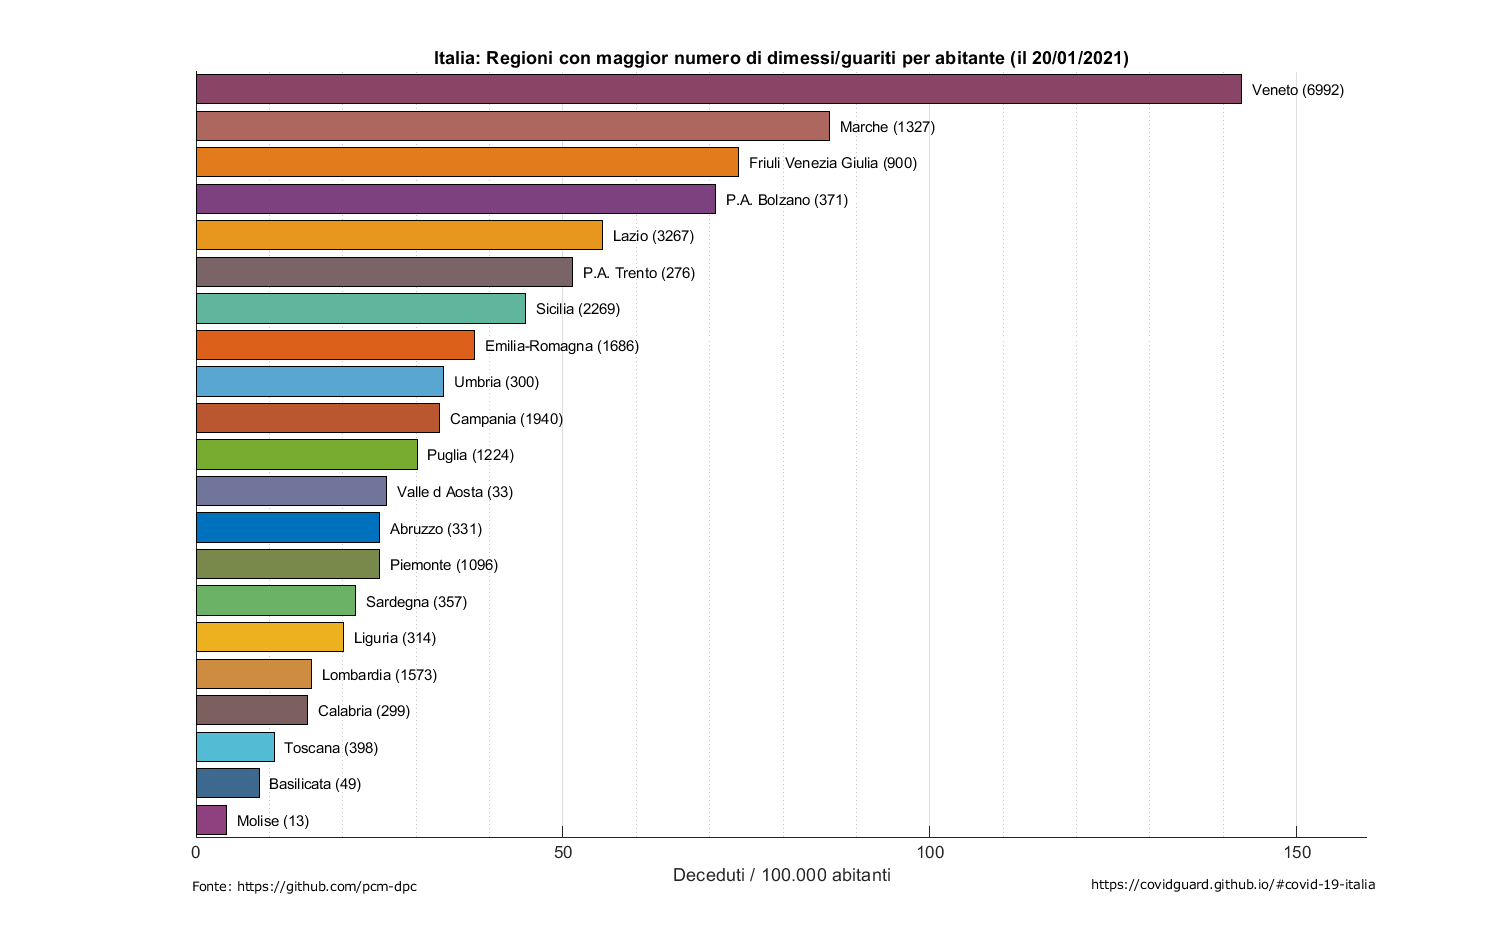 Italia: Regioni con maggior numero di dimessi/guariti per abitante (il 20/01/2021)
Veneto (6992)
Marche (1327)
Friuli Venezia Giulia (900)
P.A. Bolzano (371)
Lazio (3267)
P.A. Trento (276)
Sicilia (2269)
Emilia-Romagna (1686)
Umbria (300)
Campania (1940)
Puglia (1224)
Valle d Aosta (33)
Abruzzo (331)
Piemonte (1096)
Sardegna (357)
Liguria (314)
Lombardia (1573)
Calabria (299)
Toscana (398)
Basilicata (49)
Molise (13)
0 50 100 150
Deceduti / 100.000 abitanti
Fonte: https://github.com/pcm-dpc
https://covidguard.github.io/#covid-19-italia